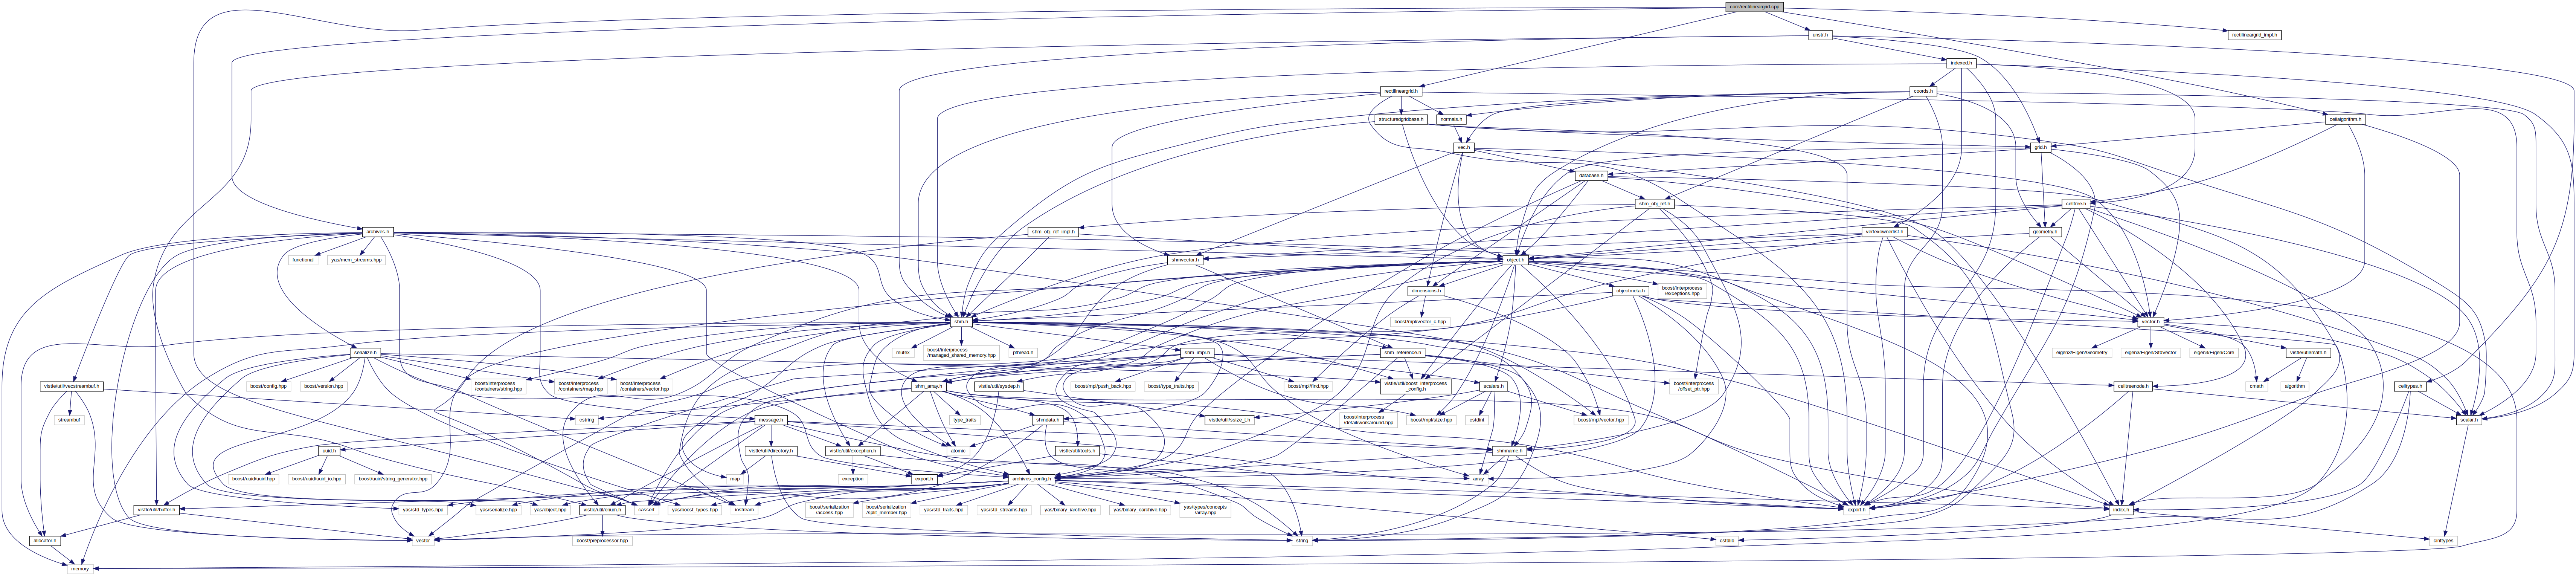 core/rectilineargrid.cpp
unstr.h
rectilineargrid_impl.h
indexed.h
rectilineargrid.h
coords.h
structuredgridbase.h
normals.h
cellalgorithm.h
vec.h
grid.h
database.h
shm_obj_ref.h
celltree.h
archives.h
shm_obj_ref_impl.h
vertexownerlist.h
geometry.h
functional
yas/mem_streams.hpp
shmvector.h
object.h
dimensions.h
objectmeta.h
boost/interprocess
/exceptions.hpp
boost/mpl/vector_c.hpp
shm.h
vector.h
serialize.h
mutex
boost/interprocess
/managed_shared_memory.hpp
pthread.h
shm_impl.h
shm_reference.h
eigen3/Eigen/Geometry
eigen3/Eigen/StdVector
eigen3/Eigen/Core
vistle/util/math.h
vistle/util/vecstreambuf.h
boost/config.hpp
boost/version.hpp
boost/interprocess
/containers/string.hpp
boost/interprocess
/containers/map.hpp
boost/interprocess
/containers/vector.hpp
shm_array.h
vistle/util/sysdep.h
boost/mpl/push_back.hpp
boost/type_traits.hpp
boost/mpl/find.hpp
vistle/util/boost_interprocess
_config.h
scalars.h
boost/interprocess
/offset_ptr.hpp
celltreenode.h
cmath
algorithm
celltypes.h
streambuf
cstring
message.h
type_traits
shmdata.h
vistle/util/ssize_t.h
boost/interprocess
/detail/workaround.hpp
boost/mpl/size.hpp
cstdint
boost/mpl/vector.hpp
scalar.h
uuid.h
vistle/util/directory.h
vistle/util/exception.h
atomic
vistle/util/tools.h
shmname.h
boost/uuid/uuid.hpp
boost/uuid/uuid_io.hpp
boost/uuid/string_generator.hpp
map
exception
export.h
archives_config.h
array
vistle/util/buffer.h
yas/std_types.hpp
yas/serialize.hpp
yas/object.hpp
vistle/util/enum.h
cassert
yas/boost_types.hpp
iostream
boost/serialization
/access.hpp
boost/serialization
/split_member.hpp
yas/std_traits.hpp
yas/std_streams.hpp
yas/binary_iarchive.hpp
yas/binary_oarchive.hpp
yas/types/concepts
/array.hpp
export.h
index.h
allocator.h
vector
boost/preprocessor.hpp
string
cstdlib
cinttypes
memory